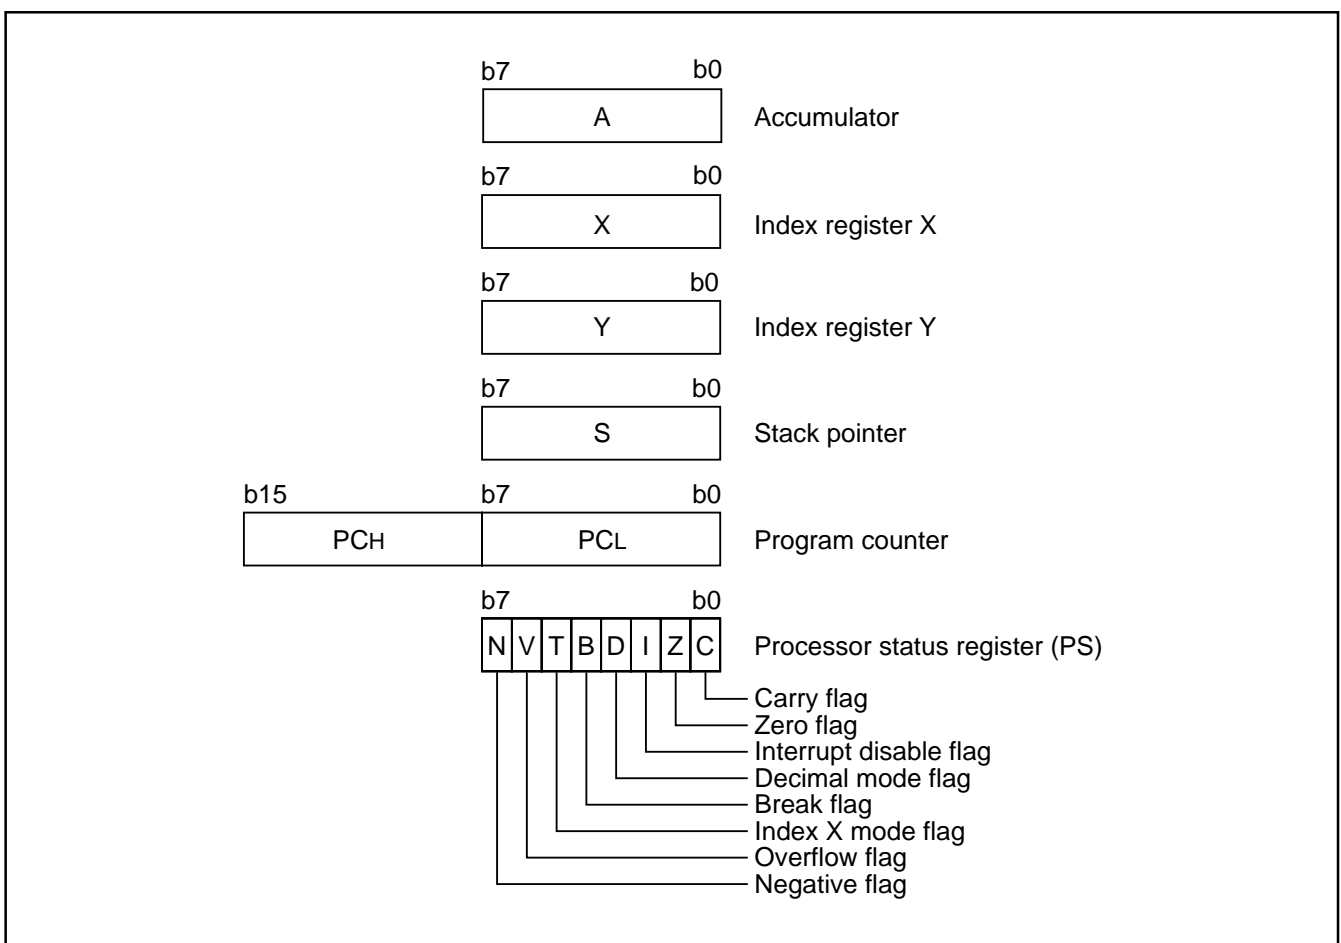 b7 b0
A Accumulator
b7 b0
X Index register X
b7 b0
Y Index register Y
b7 b0
S Stack pointer
b15 b7 b0
PCH PCL Program counter
b7 b0
N V T B D I Z C Processor status register (PS)
Carry flag
Zero flag
Interrupt disable flag
Decimal mode flag
Break flag
Index X mode flag
Overflow flag
Negative flag